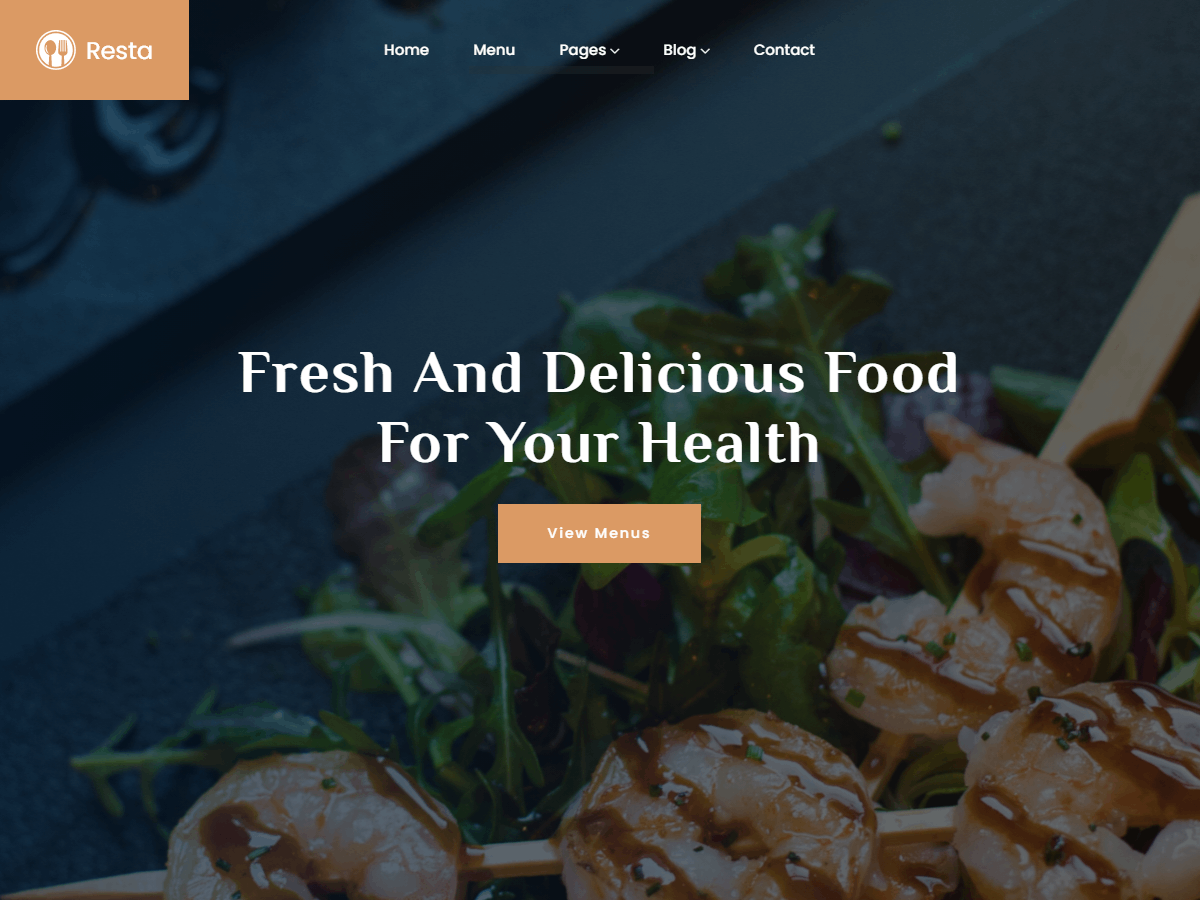 Resta
Home Menu Pages Blog Contact
Fresh And Delicious Food
For Your Health
View Menus